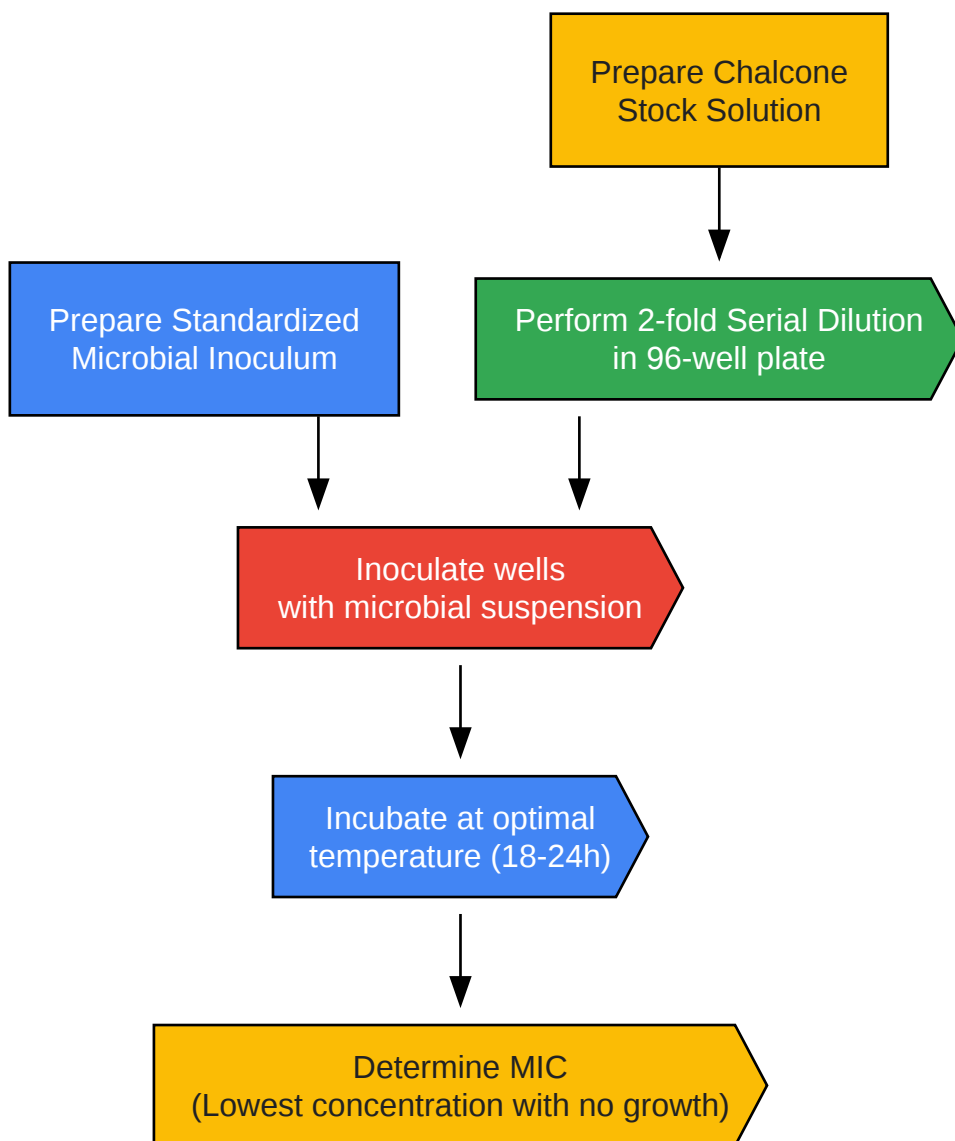 Prepare Chalcone
Stock Solution
Prepare Standardized
Microbial Inoculum
Perform 2-fold Serial Dilution
in 96-well plate
Inoculate wells
with microbial suspension
Incubate at optimal
temperature (18-24h)
Determine MIC
(Lowest concentration with no growth)